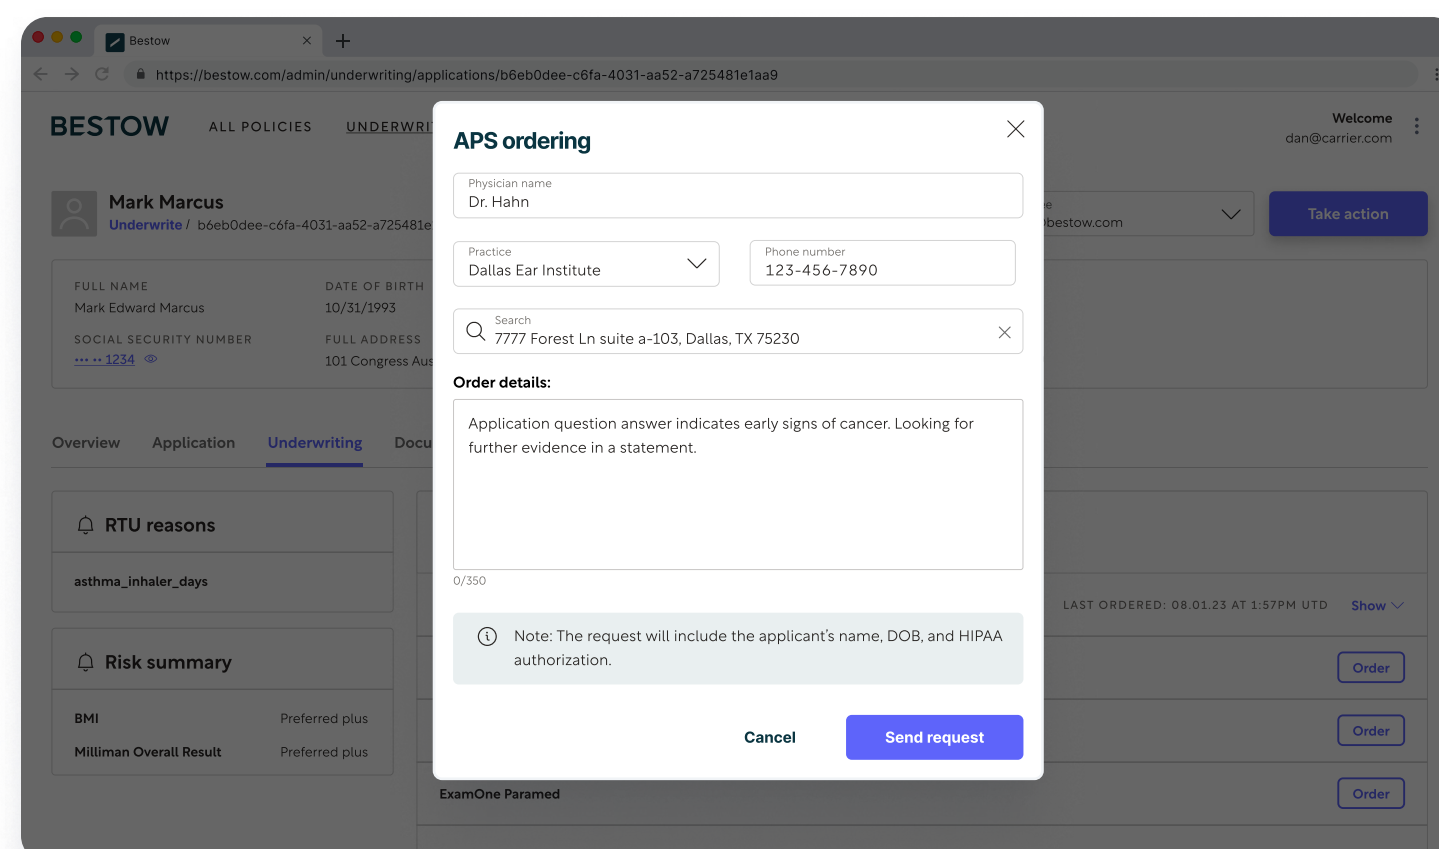 Bestow
https://bestow.com/admin/underwriting/applications/b6eb0dee-c6fa-4031-aa52-a725481e1aa9
BESTOW
ALL POLICIES
UNDERWRI
Welcome
dan@carrier.com
Mark Marcus
Underwrite / b6eb0dee-c6fa-4031-aa52-a725481e
bestow.com
Take action
FULL NAME
Mark Edward Marcus
DATE OF BIRTH
10/31/1993
SOCIAL SECURITY NUMBER
••• •• 1234
FULL ADDRESS
101 Congress Aus
Overview
Application
Underwriting
Docu
RTU reasons
asthma_inhaler_days
Risk summary
BMI Preferred plus
Milliman Overall Result Preferred plus
APS ordering
Physician name
Dr. Hahn
Practice
Dallas Ear Institute
Phone number
123-456-7890
Search
7777 Forest Ln suite a-103, Dallas, TX 75230
Order details:
Application question answer indicates early signs of cancer. Looking for
further evidence in a statement.
0/350
Note: The request will include the applicant's name, DOB, and HIPAA
authorization.
Cancel
Send request
LAST ORDERED: 08.01.23 AT 1:57PM UTD
Show
Order
Order
ExamOne Paramed
Order